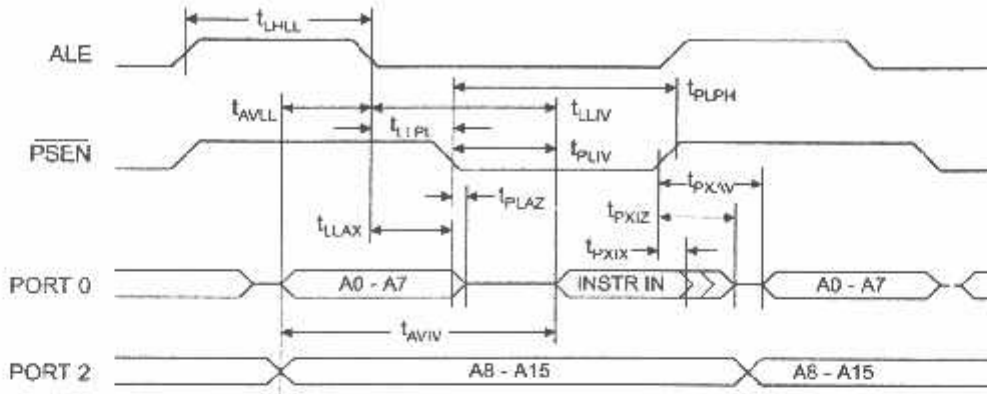 tLHLL
ALE
tPLPH
tAVLL
tLLIV
tLLPL
PSEN
tPLIV
tPXAV
tPLAZ
tPXIZ
tLLAX
tPXIX
PORT 0
A0 - A7
INSTR IN
A0 - A7
tAVIV
PORT 2
A8 - A15
A8 - A15